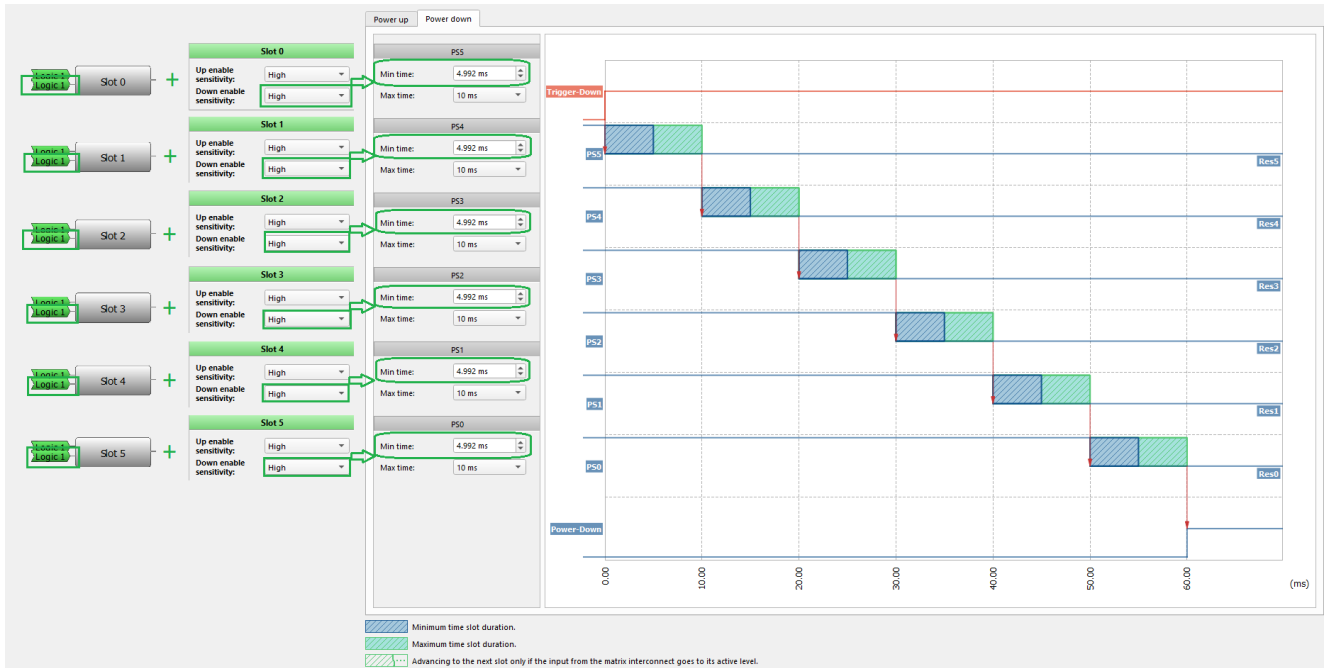 Power up
Power down
Slot 0
Up enable sensitivity:
High
Down enable sensitivity:
High
Logic 1
Logic 1
Slot 0
+
PS5
Min time:
4.992 ms
Max time:
10 ms
Slot 1
Up enable sensitivity:
High
Down enable sensitivity:
High
Logic 1
Logic 1
Slot 1
+
PS4
Min time:
4.992 ms
Max time:
10 ms
Slot 2
Up enable sensitivity:
High
Down enable sensitivity:
High
Logic 1
Logic 1
Slot 2
+
PS3
Min time:
4.992 ms
Max time:
10 ms
Slot 3
Up enable sensitivity:
High
Down enable sensitivity:
High
Logic 1
Logic 1
Slot 3
+
PS2
Min time:
4.992 ms
Max time:
10 ms
Slot 4
Up enable sensitivity:
High
Down enable sensitivity:
High
Logic 1
Logic 1
Slot 4
+
PS1
Min time:
4.992 ms
Max time:
10 ms
Slot 5
Up enable sensitivity:
High
Down enable sensitivity:
High
Logic 1
Logic 1
Slot 5
+
PS0
Min time:
4.992 ms
Max time:
10 ms
Trigger-Down
PS5
Res5
PS4
Res4
PS3
Res3
PS2
Res2
PS1
Res1
PS0
Res0
Power-Down
0.00
10.00
20.00
30.00
40.00
50.00
60.00
(ms)
Minimum time slot duration.
Maximum time slot duration.
Advancing to the next slot only if the input from the matrix interconnect goes to its active level.